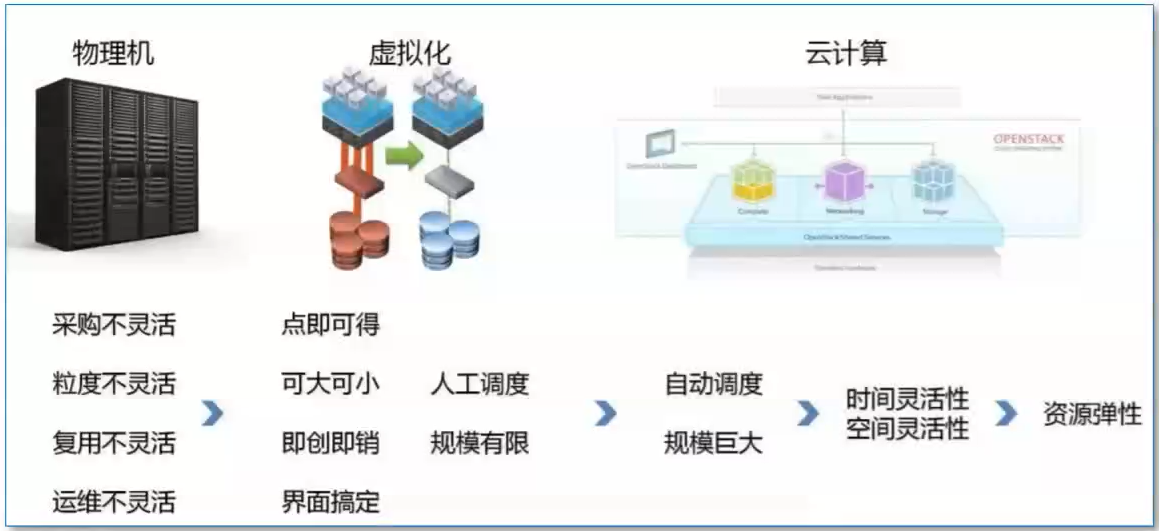 物理机
虚拟化
云计算
OPENSTACK
Compute
Networking
Storage
OpenStack Shared Services
采购不灵活
点即可得
粒度不灵活
可大可小
人工调度
自动调度
时间灵活性
空间灵活性
资源弹性
复用不灵活
即创即销
规模有限
规模巨大
运维不灵活
界面搞定